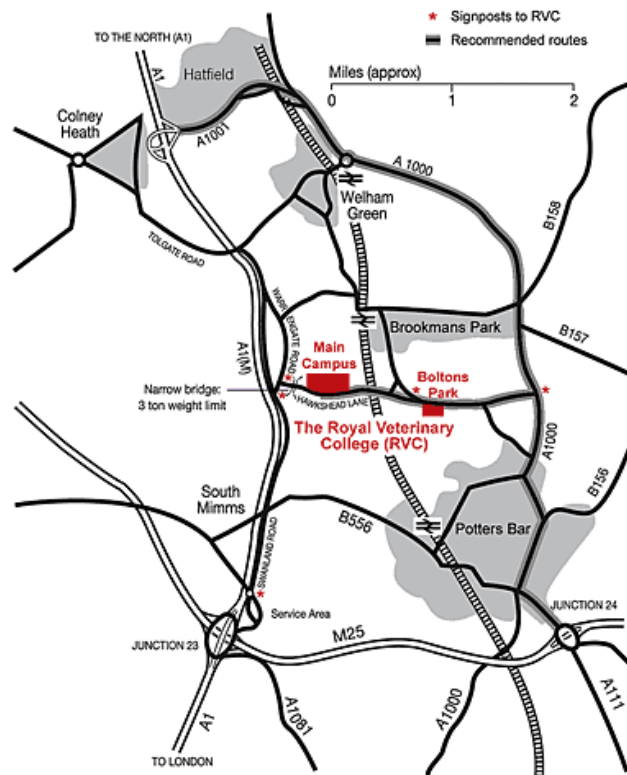 * Signposts to RVC
Recommended routes
TO THE NORTH (A1)
Miles (approx)
0 1 2
A1
Hatfield
Colney
Heath
A1001
A 1000
Welham
Green
B158
TOLGATE ROAD
WARRENGATE ROAD
A1(M)
Brookmans Park
B157
Main
Campus
Boltons
Park
Narrow bridge:
3 ton weight limit
HAWKSHEAD LANE
The Royal Veterinary
College (RVC)
A1000
South
Mimms
B556
B156
Potters Bar
SWANLAND ROAD
Service Area
JUNCTION 24
JUNCTION 23
M25
A1
A1081
A1000
A111
TO LONDON